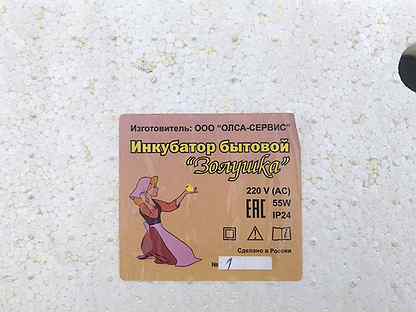 Изготовитель: ООО "ОЛСА-СЕРВИС"
Инкубатор бытовой
"Золушка"
220 V (AC)
EAC 55W
IP24
Сделано в России
№ 1